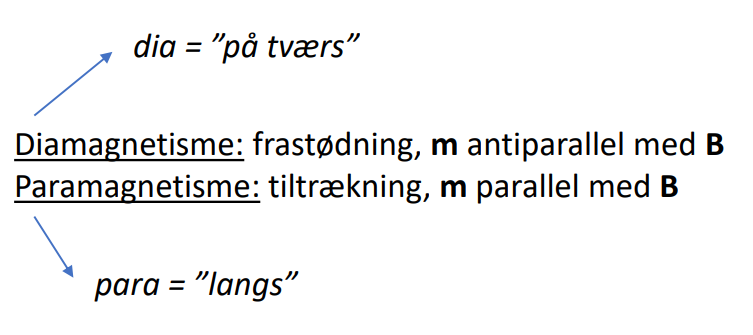 dia = ”på tværs”
Diamagnetisme: frastødning, m antiparallel med B
Paramagnetisme: tiltrækning, m parallel med B
para = ”langs”